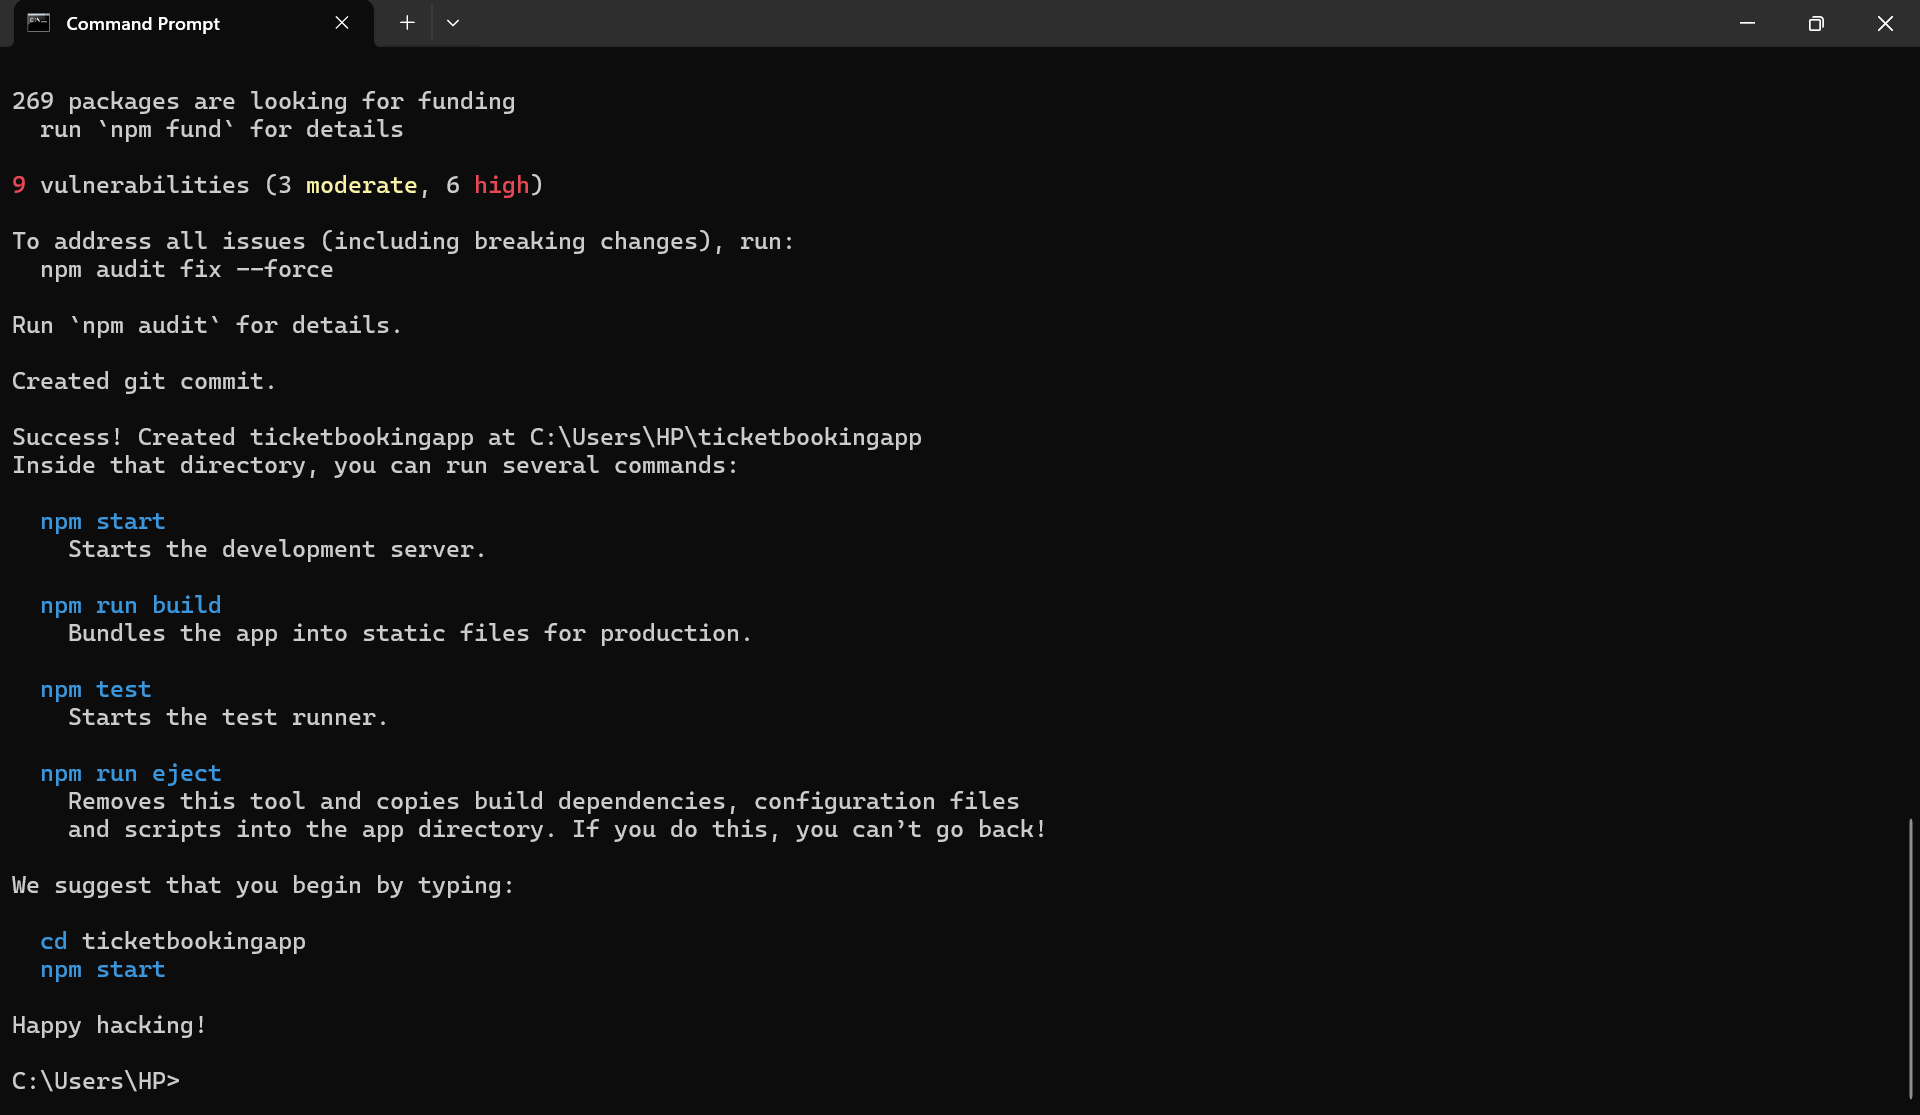 Command Prompt
269 packages are looking for funding
run `npm fund` for details
9 vulnerabilities (3 moderate, 6 high)
To address all issues (including breaking changes), run:
npm audit fix --force
Run `npm audit` for details.
Created git commit.
Success! Created ticketbookingapp at C:\Users\HP\ticketbookingapp
Inside that directory, you can run several commands:
npm start
Starts the development server.
npm run build
Bundles the app into static files for production.
npm test
Starts the test runner.
npm run eject
Removes this tool and copies build dependencies, configuration files
and scripts into the app directory. If you do this, you can’t go back!
We suggest that you begin by typing:
cd ticketbookingapp
npm start
Happy hacking!
C:\Users\HP>